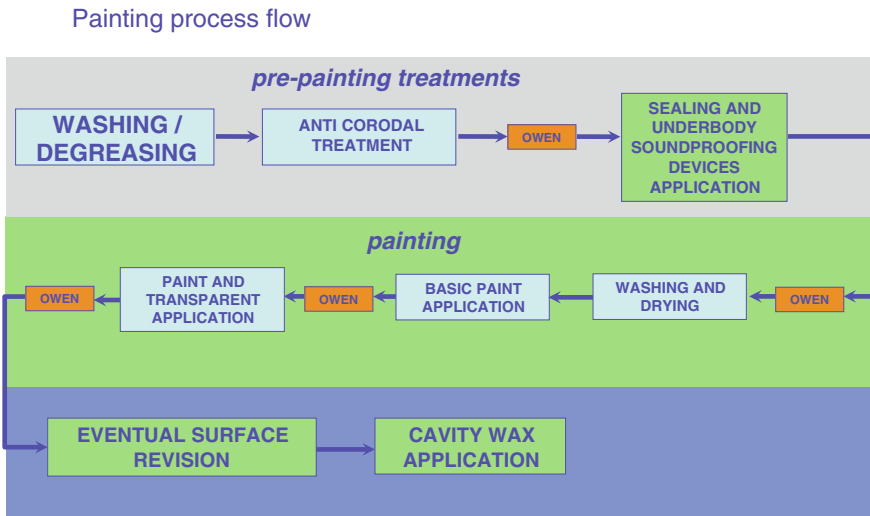 Painting process flow
pre-painting treatments
WASHING /
DEGREASING
ANTI CORODAL
TREATMENT
OWEN
SEALING AND
UNDERBODY
SOUNDPROOFING
DEVICES
APPLICATION
painting
OWEN
PAINT AND
TRANSPARENT
APPLICATION
OWEN
BASIC PAINT
APPLICATION
WASHING AND
DRYING
OWEN
EVENTUAL SURFACE
REVISION
CAVITY WAX
APPLICATION